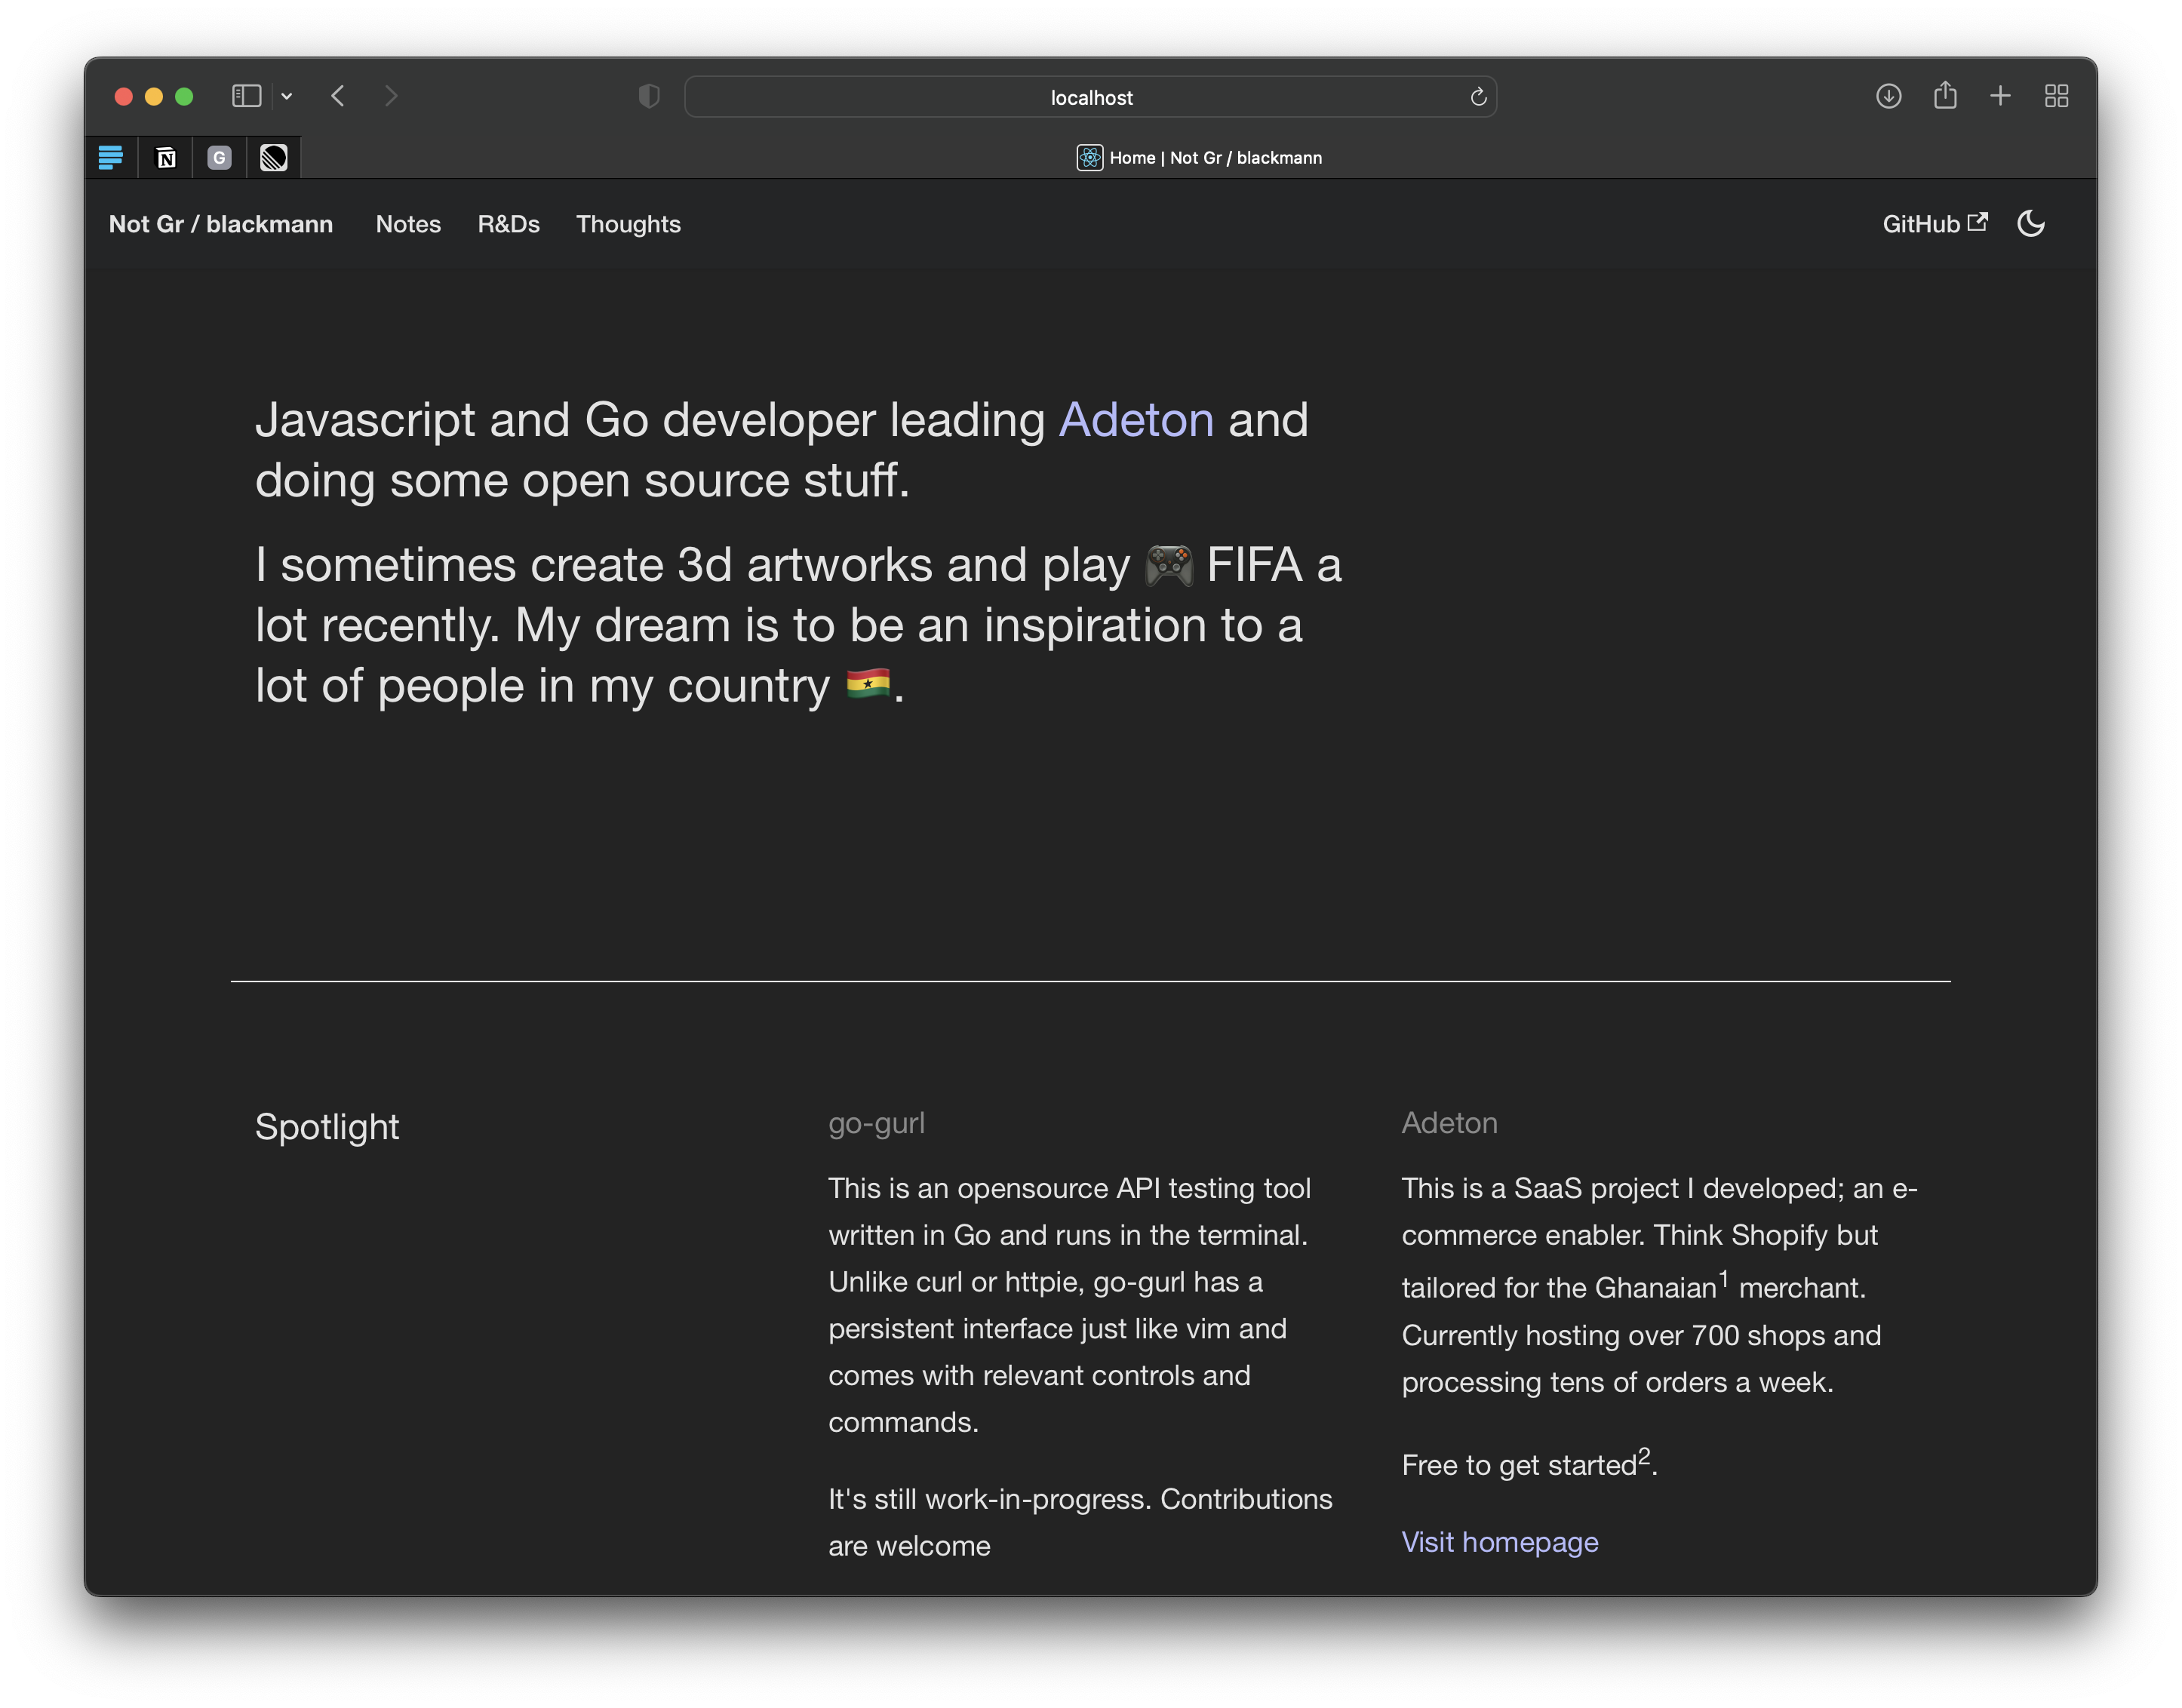 localhost
N
G
Home | Not Gr / blackmann
Not Gr / blackmann
Notes
R&Ds
Thoughts
GitHub
Javascript and Go developer leading Adeton and
doing some open source stuff.
I sometimes create 3d artworks and play 🎮 FIFA a
lot recently. My dream is to be an inspiration to a
lot of people in my country 🇬🇭.
Spotlight
go-gurl
This is an opensource API testing tool
written in Go and runs in the terminal.
Unlike curl or httpie, go-gurl has a
persistent interface just like vim and
comes with relevant controls and
commands.
It's still work-in-progress. Contributions
are welcome
Adeton
This is a SaaS project I developed; an e-
commerce enabler. Think Shopify but
tailored for the Ghanaian¹ merchant.
Currently hosting over 700 shops and
processing tens of orders a week.
Free to get started².
Visit homepage